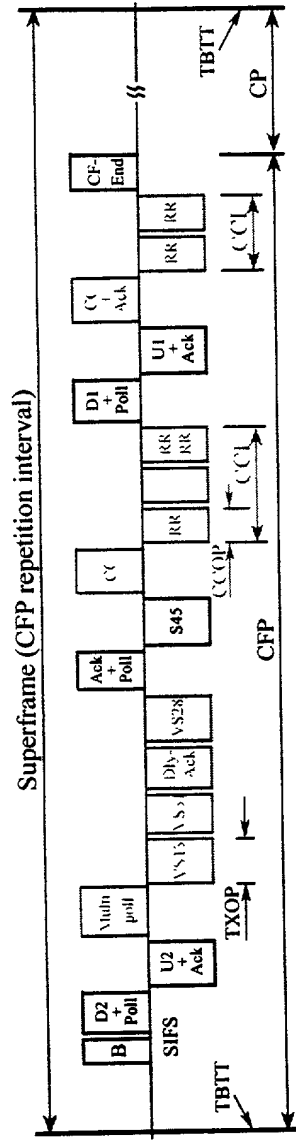 Superframe (CFP repetition interval)
B
D2 + Poll
Multi poll
Ack + Poll
CC
D1 + Poll
CC + Ack
CF- End
SIFS
U2 + Ack
VS15
Dly- Ack
VS28
S45
RR
RR RR
U1 + Ack
RR
RR
TXOP
CCOP
CCI
CCI
TBTT
CFP
CP
TBTT